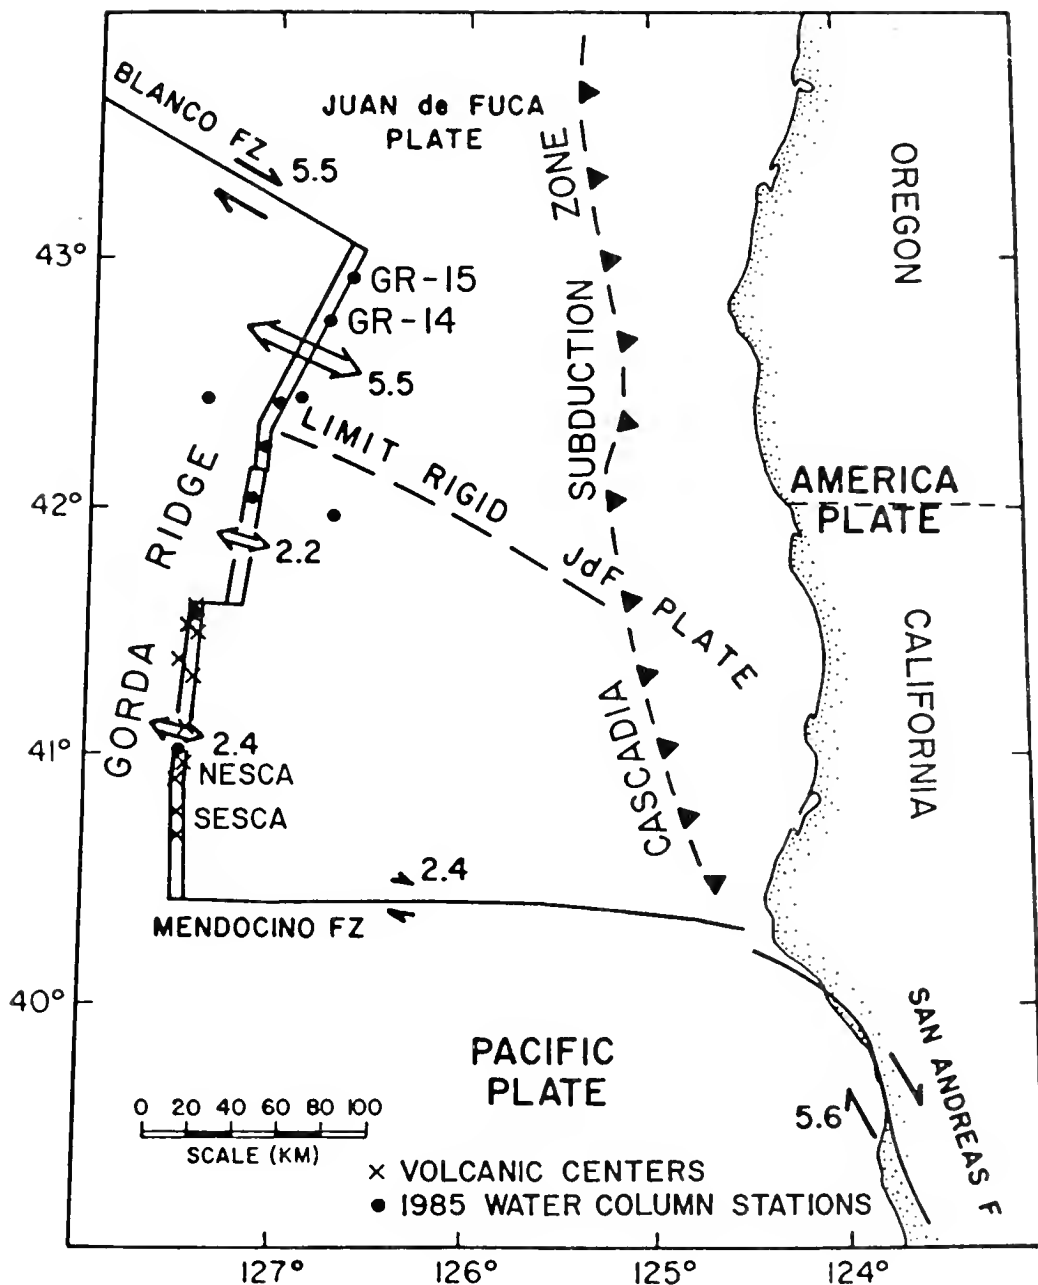 BLANCO FZ
5.5
JUAN de FUCA
PLATE
ZONE
OREGON
43°
GR-15
GR-14
5.5
SUBDUCTION
LIMIT RIGID
JdF PLATE
AMERICA
PLATE
42°
RIDGE
2.2
GORDA
CALIFORNIA
CASCADIA
41°
2.4
NESCA
SESCA
2.4
MENDOCINO FZ
40°
PACIFIC
PLATE
SAN ANDREAS F
5.6
0 20 40 60 80 100
SCALE (KM)
× VOLCANIC CENTERS
● 1985 WATER COLUMN STATIONS
127° 126° 125° 124°